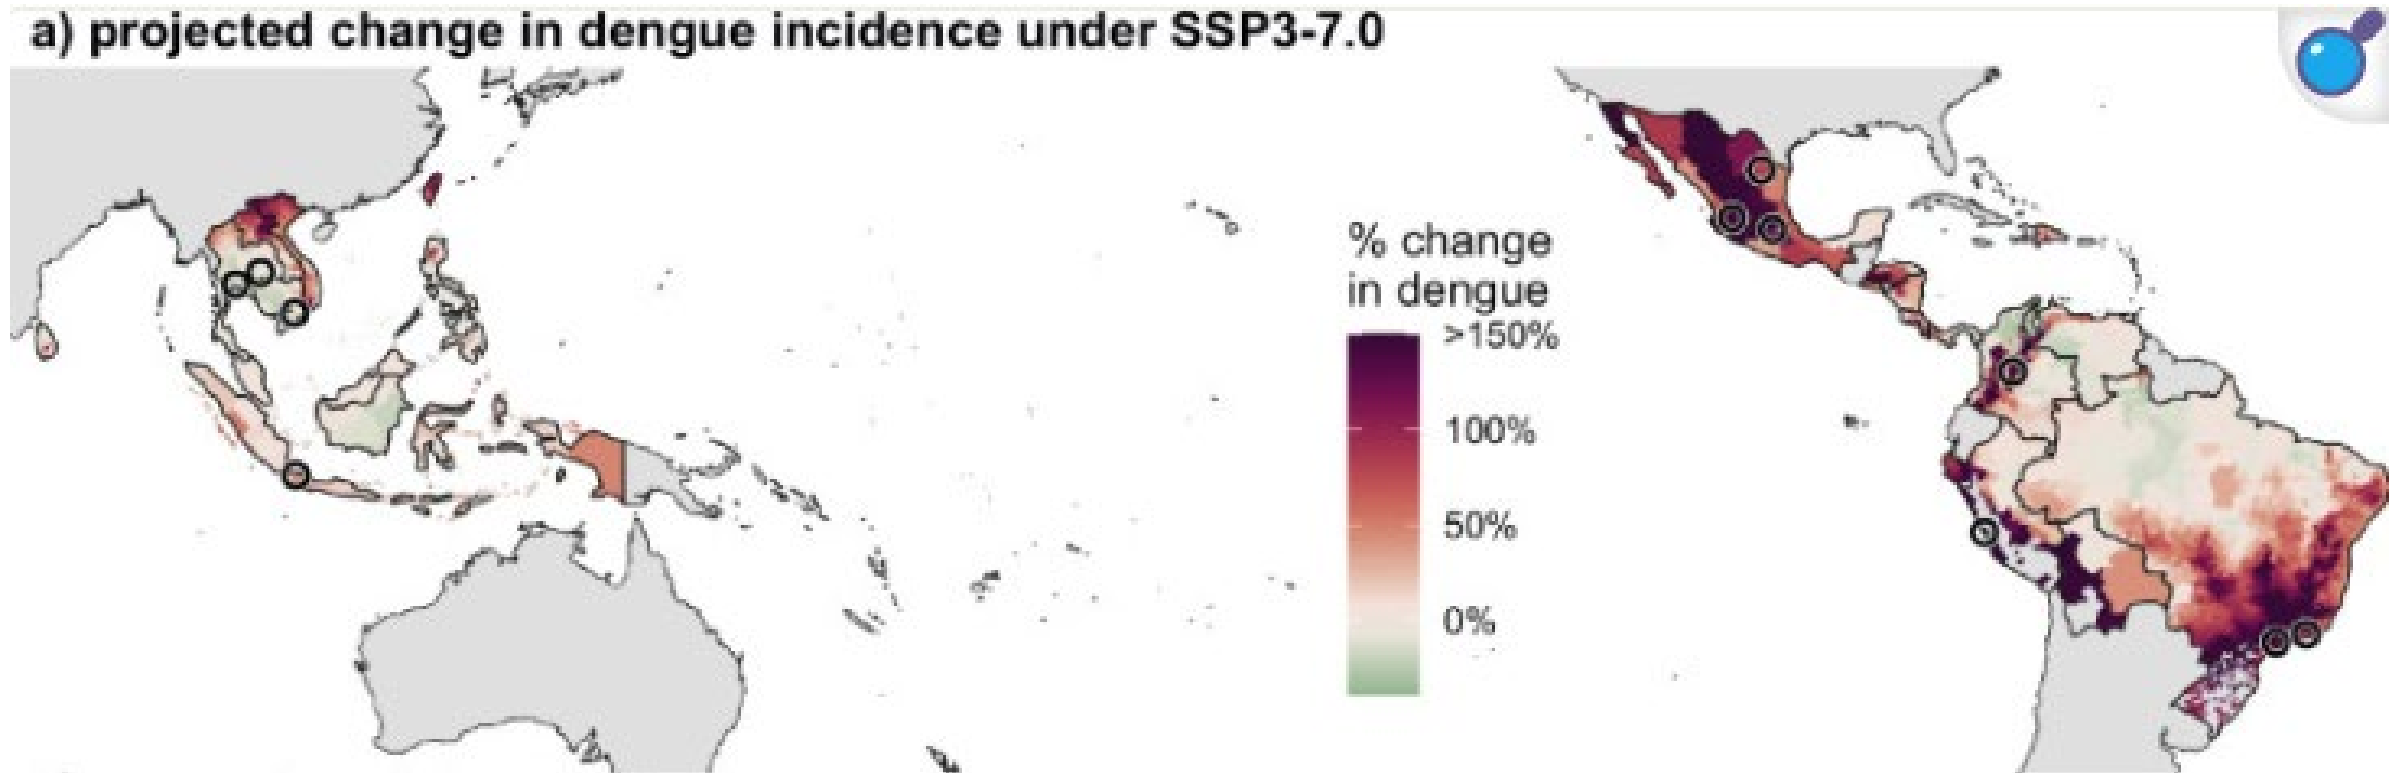 a) projected change in dengue incidence under SSP3-7.0
% change
in dengue
>150%
100%
50%
0%